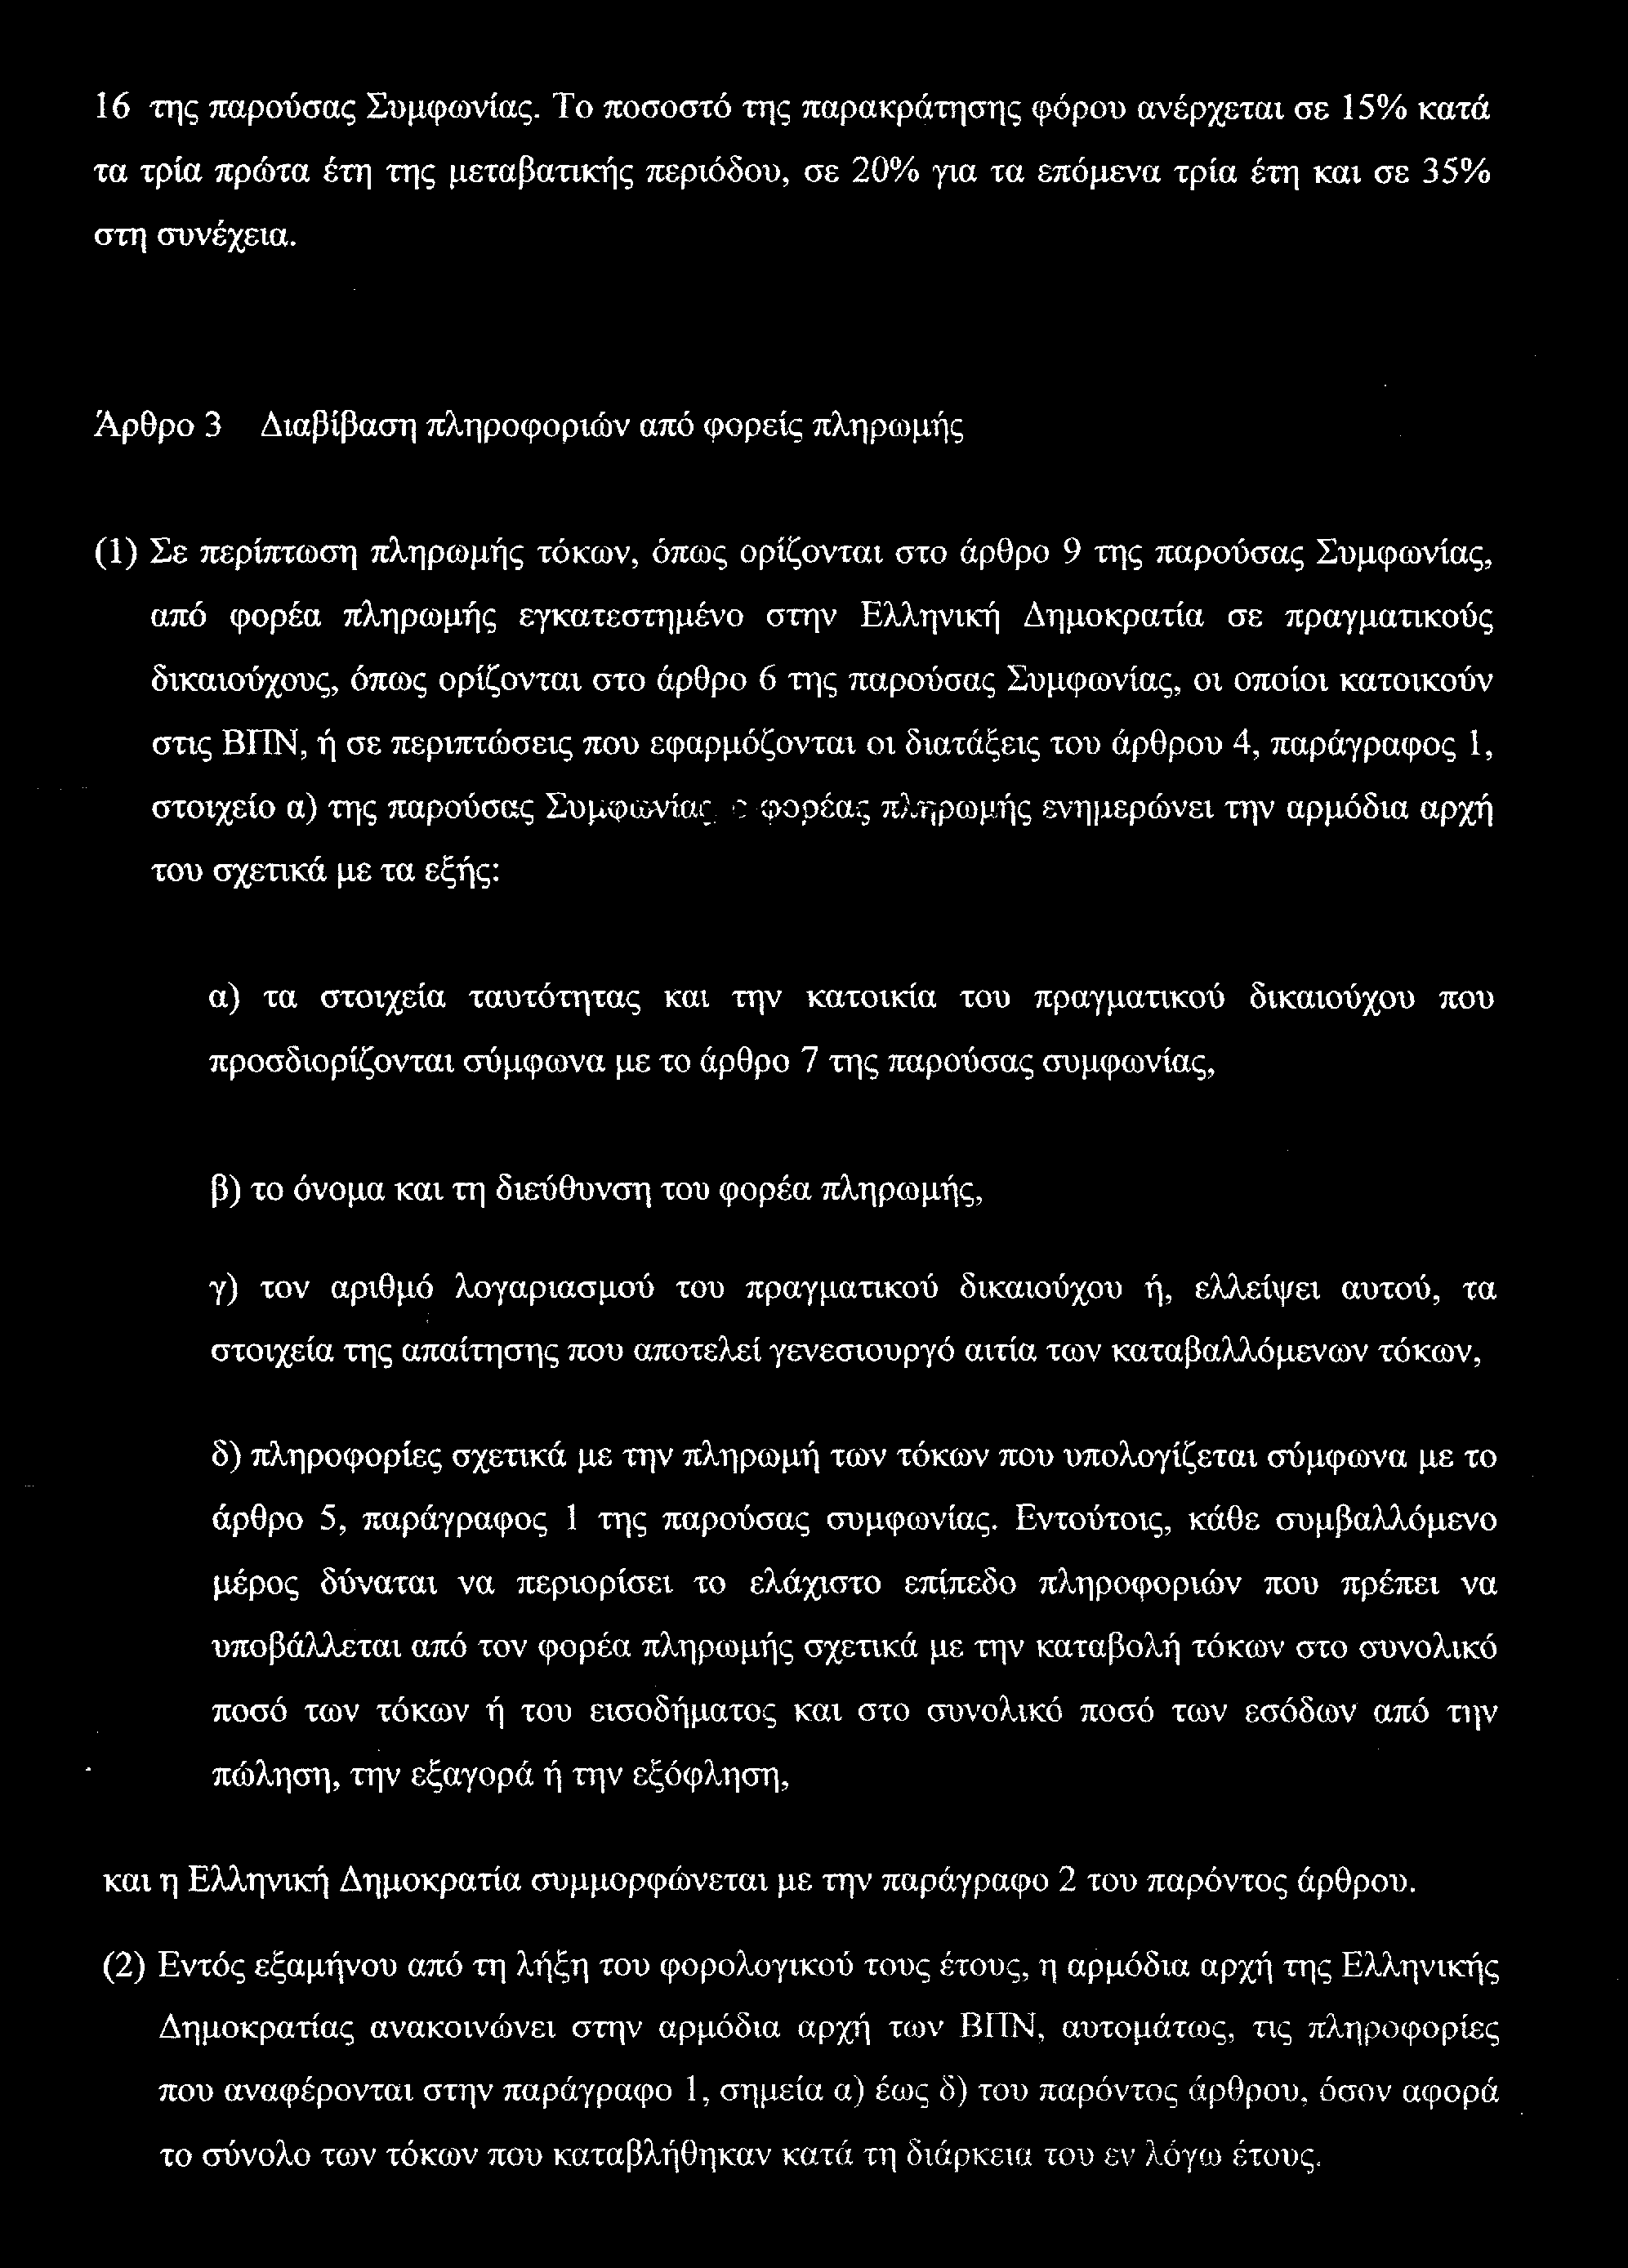 16 της παρούσας Συμφωνίας. Το ποσοστό της παρακράτησης φόρου ανέρχεται σε 15% κατά
τα τρία πρώτα έτη της μεταβατικής περιόδου, σε 20% για τα επόμενα τρία έτη και σε 35%
στη συνέχεια.
Άρθρο 3 Διαβίβαση πληροφοριών από φορείς πληρωμής
(1) Σε περίπτωση πληρωμής τόκων, όπως ορίζονται στο άρθρο 9 της παρούσας Συμφωνίας,
από φορέα πληρωμής εγκατεστημένο στην Ελληνική Δημοκρατία σε πραγματικούς
δικαιούχους, όπως ορίζονται στο άρθρο 6 της παρούσας Συμφωνίας, οι οποίοι κατοικούν
στις ΒΠΝ, ή σε περιπτώσεις που εφαρμόζονται οι διατάξεις του άρθρου 4, παράγραφος 1,
στοιχείο α) της παρούσας Συμφωνίας, ο φορέας πληρωμής ενημερώνει την αρμόδια αρχή
του σχετικά με τα εξής:
α) τα στοιχεία ταυτότητας και την κατοικία του πραγματικού δικαιούχου που
προσδιορίζονται σύμφωνα με το άρθρο 7 της παρούσας συμφωνίας,
β) το όνομα και τη διεύθυνση του φορέα πληρωμής,
γ) τον αριθμό λογαριασμού του πραγματικού δικαιούχου ή, ελλείψει αυτού, τα
στοιχεία της απαίτησης που αποτελεί γενεσιουργό αιτία των καταβαλλόμενων τόκων,
δ) πληροφορίες σχετικά με την πληρωμή των τόκων που υπολογίζεται σύμφωνα με το
άρθρο 5, παράγραφος 1 της παρούσας συμφωνίας. Εντούτοις, κάθε συμβαλλόμενο
μέρος δύναται να περιορίσει το ελάχιστο επίπεδο πληροφοριών που πρέπει να
υποβάλλεται από τον φορέα πληρωμής σχετικά με την καταβολή τόκων στο συνολικό
ποσό των τόκων ή του εισοδήματος και στο συνολικό ποσό των εσόδων από την
πώληση, την εξαγορά ή την εξόφληση,
και η Ελληνική Δημοκρατία συμμορφώνεται με την παράγραφο 2 του παρόντος άρθρου.
(2) Εντός εξαμήνου από τη λήξη του φορολογικού τους έτους, η αρμόδια αρχή της Ελληνικής
Δημοκρατίας ανακοινώνει στην αρμόδια αρχή των ΒΠΝ, αυτομάτως, τις πληροφορίες
που αναφέρονται στην παράγραφο 1, σημεία α) έως δ) του παρόντος άρθρου, όσον αφορά
το σύνολο των τόκων που καταβλήθηκαν κατά τη διάρκεια του εν λόγω έτους.